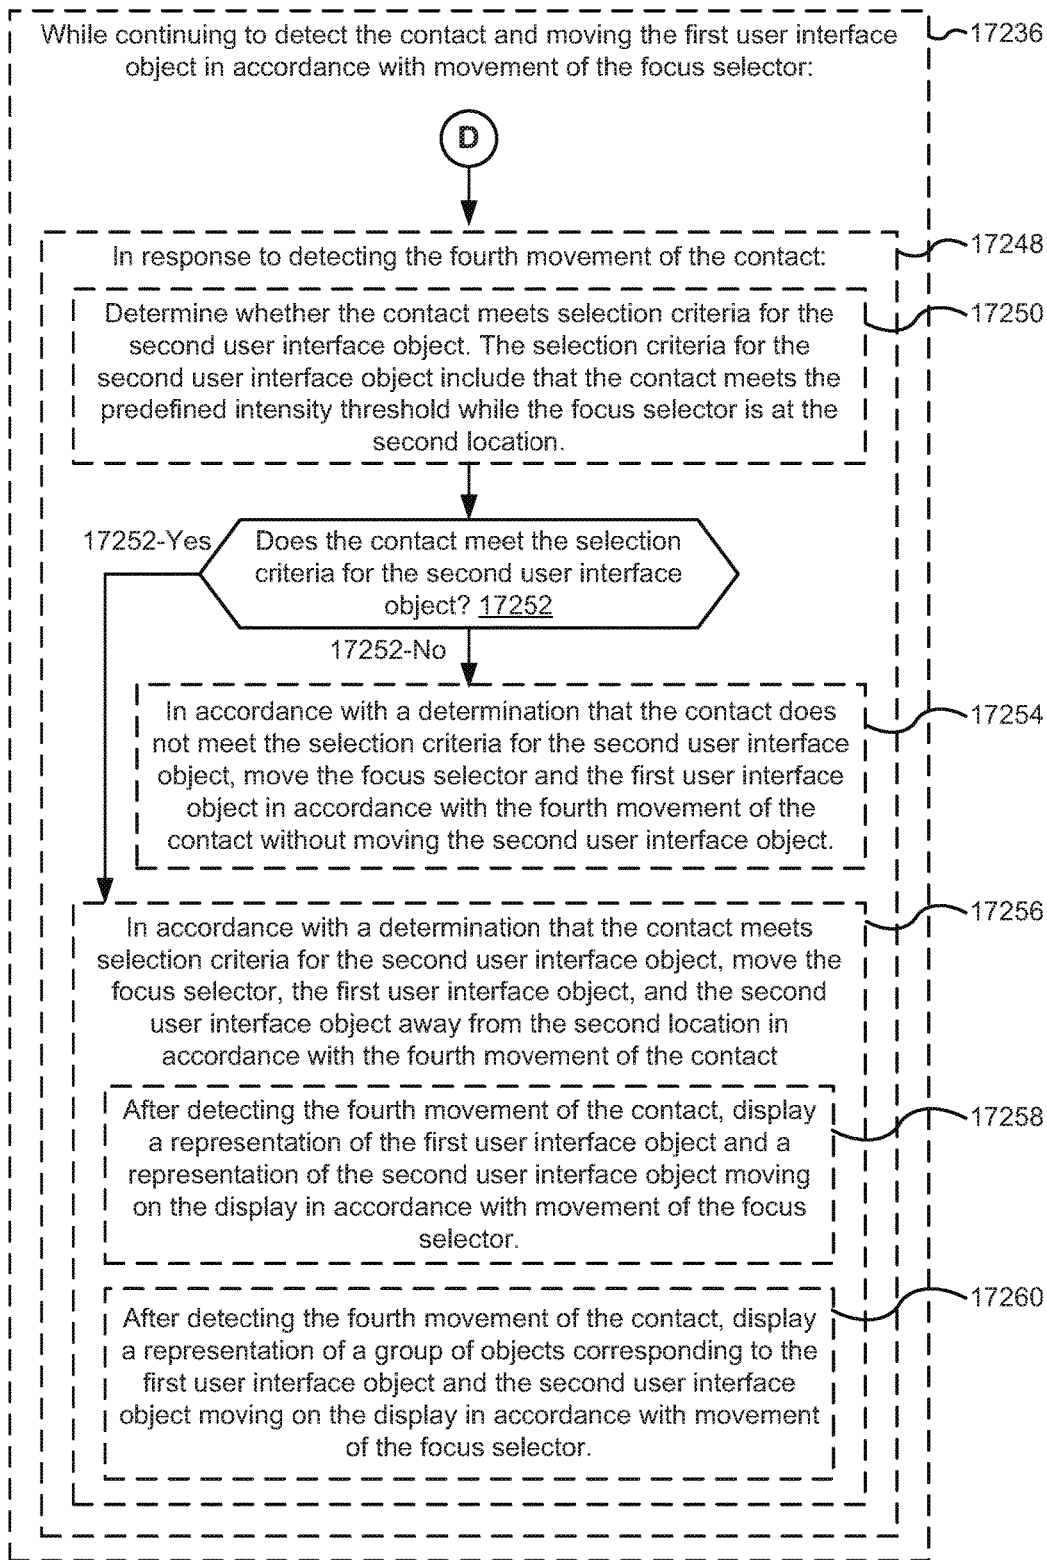 While continuing to detect the contact and moving the first user interface
object in accordance with movement of the focus selector:
17236
D
In response to detecting the fourth movement of the contact:
17248
Determine whether the contact meets selection criteria for the
second user interface object. The selection criteria for the
second user interface object include that the contact meets the
predefined intensity threshold while the focus selector is at the
second location.
17250
17252-Yes
Does the contact meet the selection
criteria for the second user interface
object? 17252
17252-No
In accordance with a determination that the contact does
not meet the selection criteria for the second user interface
object, move the focus selector and the first user interface
object in accordance with the fourth movement of the
contact without moving the second user interface object.
17254
In accordance with a determination that the contact meets
selection criteria for the second user interface object, move the
focus selector, the first user interface object, and the second
user interface object away from the second location in
accordance with the fourth movement of the contact
17256
After detecting the fourth movement of the contact, display
a representation of the first user interface object and a
representation of the second user interface object moving
on the display in accordance with movement of the focus
selector.
17258
After detecting the fourth movement of the contact, display
a representation of a group of objects corresponding to the
first user interface object and the second user interface
object moving on the display in accordance with movement
of the focus selector.
17260